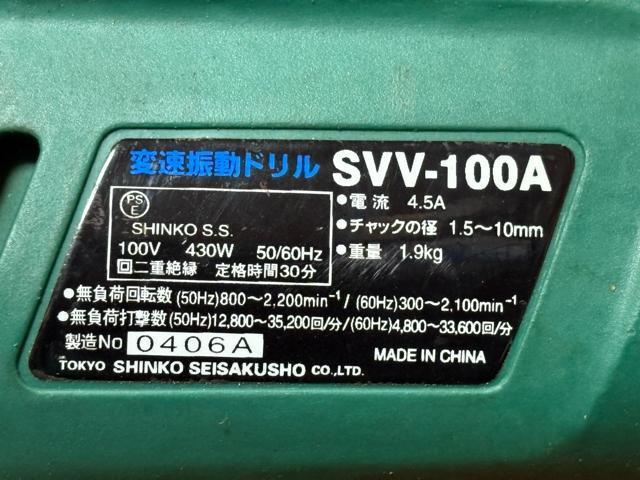 変速振動ドリル SVV-100A
PS
E
SHINKO S.S.
100V 430W 50/60Hz
回二重絶縁 定格時間30分
●電流 4.5A
●チャックの径 1.5〜10mm
●重量 1.9kg
●無負荷回転数(50Hz)800〜2,200min⁻¹/(60Hz)300〜2,100min⁻¹
●無負荷打撃数(50Hz)12,800〜35,200回/分/(60Hz)4,800〜33,600回/分
製造No 0406A MADE IN CHINA
TOKYO SHINKO SEISAKUSHO CO.,LTD.